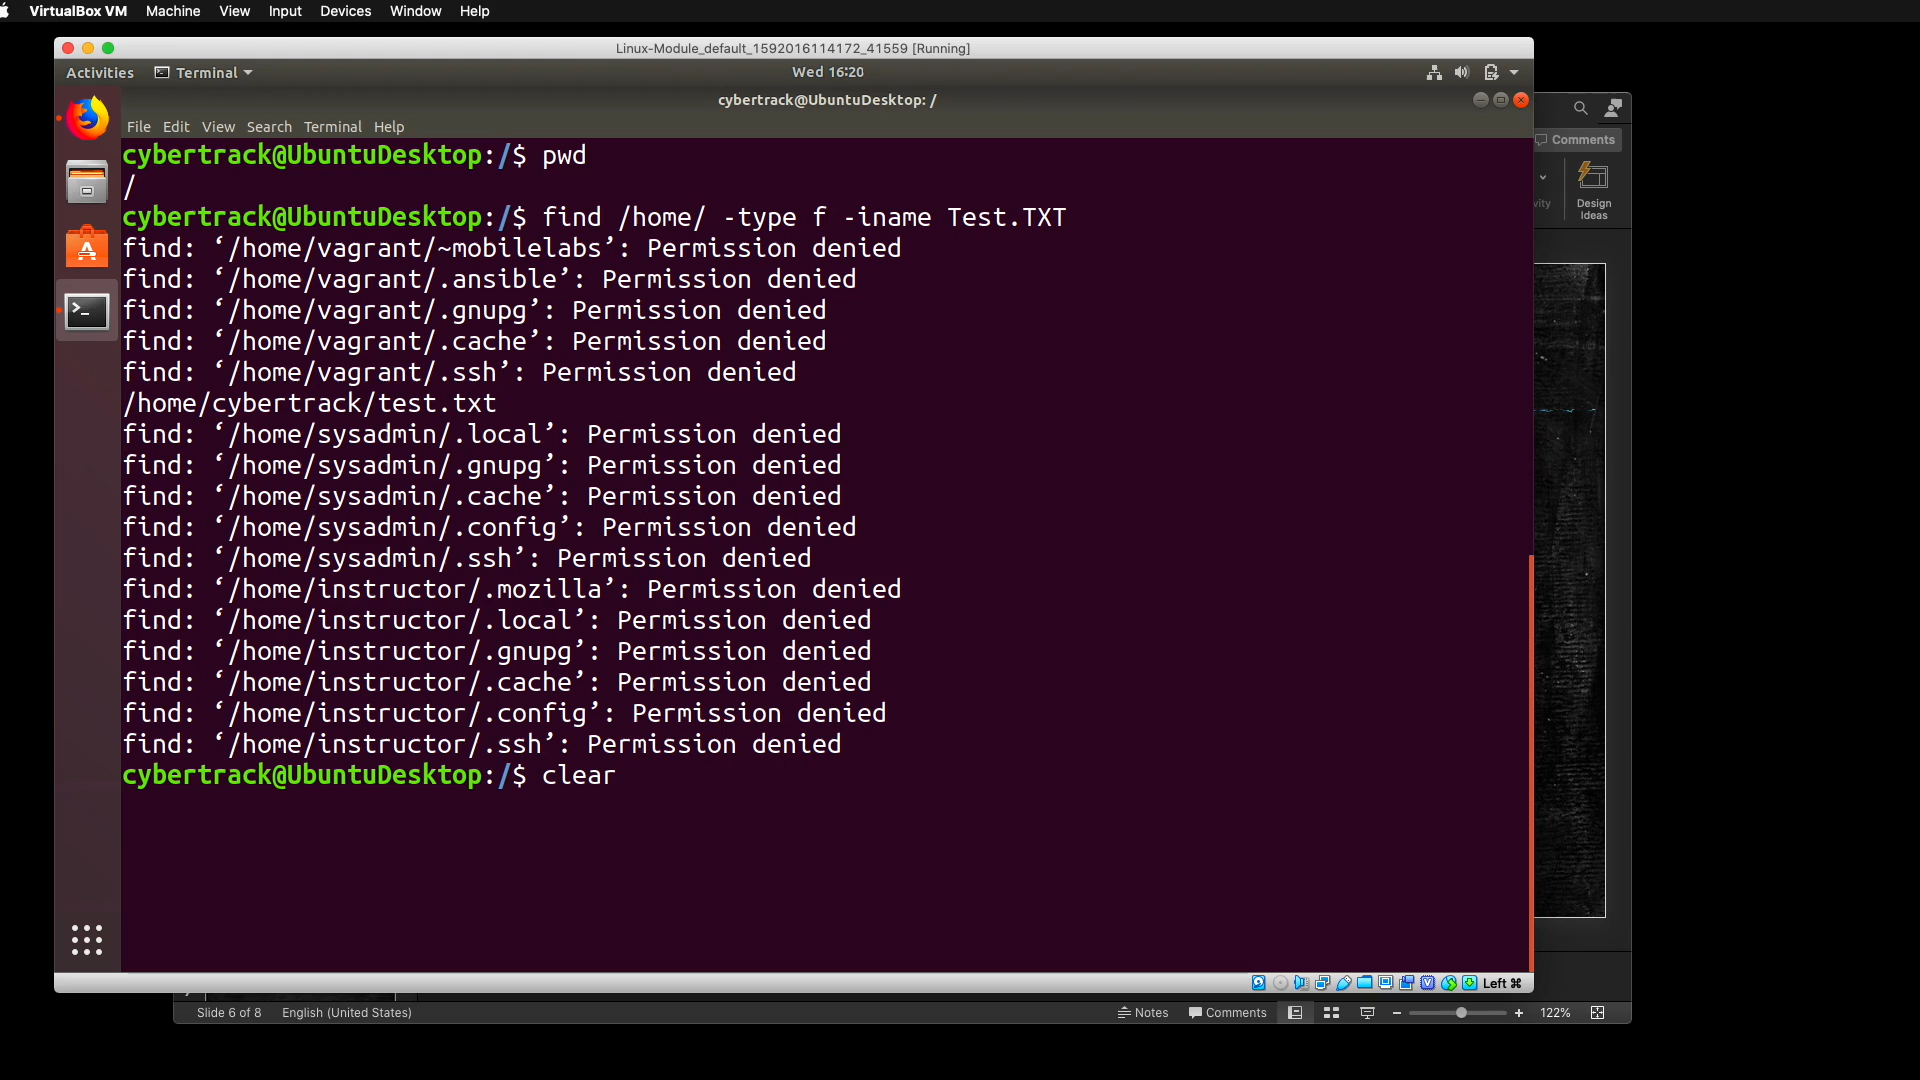 VirtualBox VM Machine View Input Devices Window Help
Linux-Module_default_1592016114172_41559 [Running]
Activities Terminal Wed 16:20
cybertrack@UbuntuDesktop: /
File Edit View Search Terminal Help
cybertrack@UbuntuDesktop:/$ pwd
/
cybertrack@UbuntuDesktop:/$ find /home/ -type f -iname Test.TXT
find: ‘/home/vagrant/~mobilelabs’: Permission denied
find: ‘/home/vagrant/.ansible’: Permission denied
find: ‘/home/vagrant/.gnupg’: Permission denied
find: ‘/home/vagrant/.cache’: Permission denied
find: ‘/home/vagrant/.ssh’: Permission denied
/home/cybertrack/test.txt
find: ‘/home/sysadmin/.local’: Permission denied
find: ‘/home/sysadmin/.gnupg’: Permission denied
find: ‘/home/sysadmin/.cache’: Permission denied
find: ‘/home/sysadmin/.config’: Permission denied
find: ‘/home/sysadmin/.ssh’: Permission denied
find: ‘/home/instructor/.mozilla’: Permission denied
find: ‘/home/instructor/.local’: Permission denied
find: ‘/home/instructor/.gnupg’: Permission denied
find: ‘/home/instructor/.cache’: Permission denied
find: ‘/home/instructor/.config’: Permission denied
find: ‘/home/instructor/.ssh’: Permission denied
cybertrack@UbuntuDesktop:/$ clear
Comments
Design
Ideas
Left ⌘
Slide 6 of 8 English (United States) Notes Comments 122%